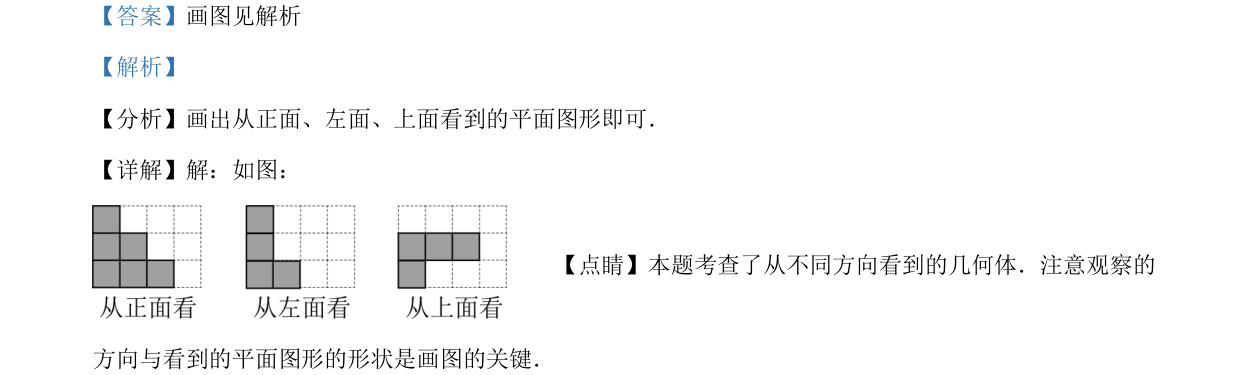 【答案】画图见解析
【解析】
【分析】画出从正面、左面、上面看到的平面图形即可．
【详解】解：如图：
从正面看
从左面看
从上面看
【点睛】本题考查了从不同方向看到的几何体．注意观察的
方向与看到的平面图形的形状是画图的关键．